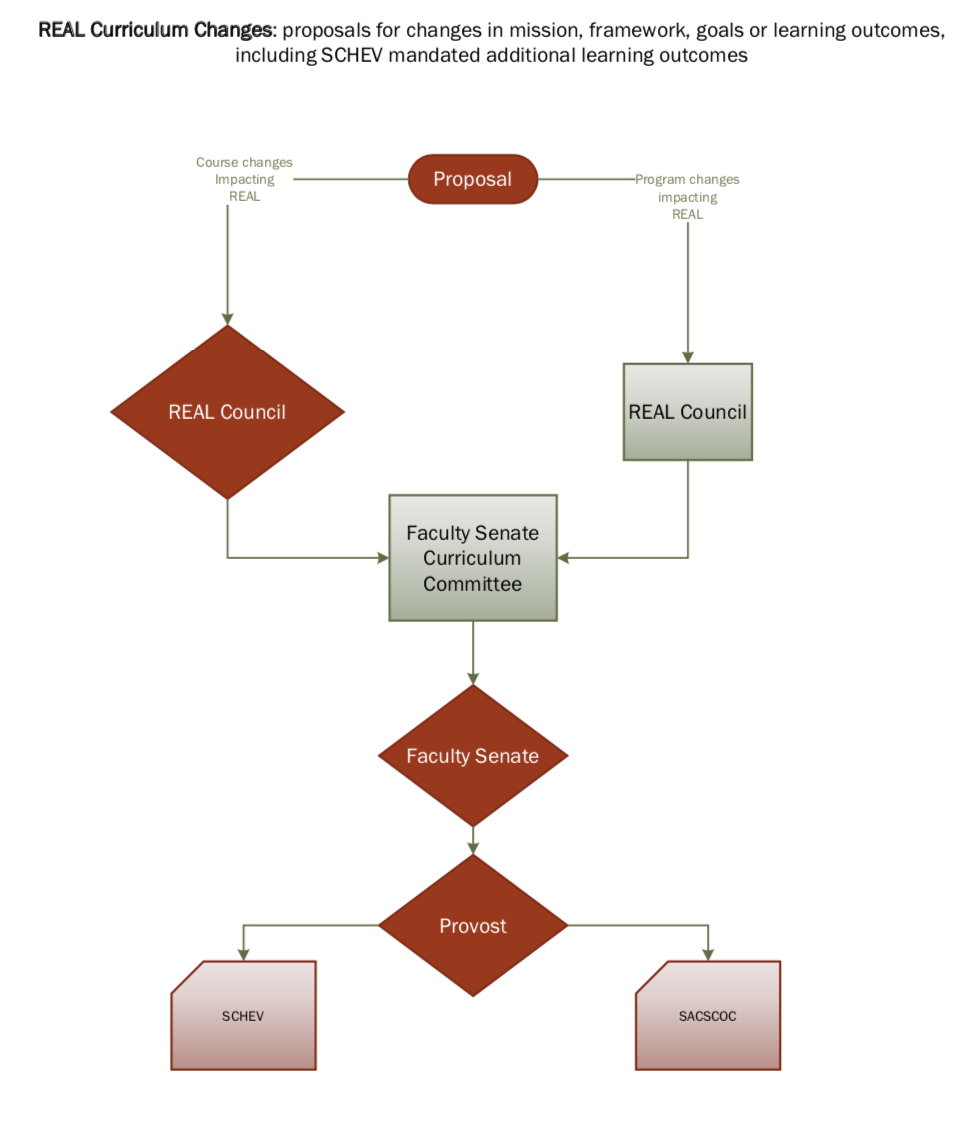 REAL Curriculum Changes: proposals for changes in mission, framework, goals or learning outcomes,
including SCHEV mandated additional learning outcomes
Proposal
Course changes
Impacting
REAL
Program changes
impacting
REAL
REAL Council
REAL Council
Faculty Senate
Curriculum
Committee
Faculty Senate
Provost
SCHEV
SACSCOC